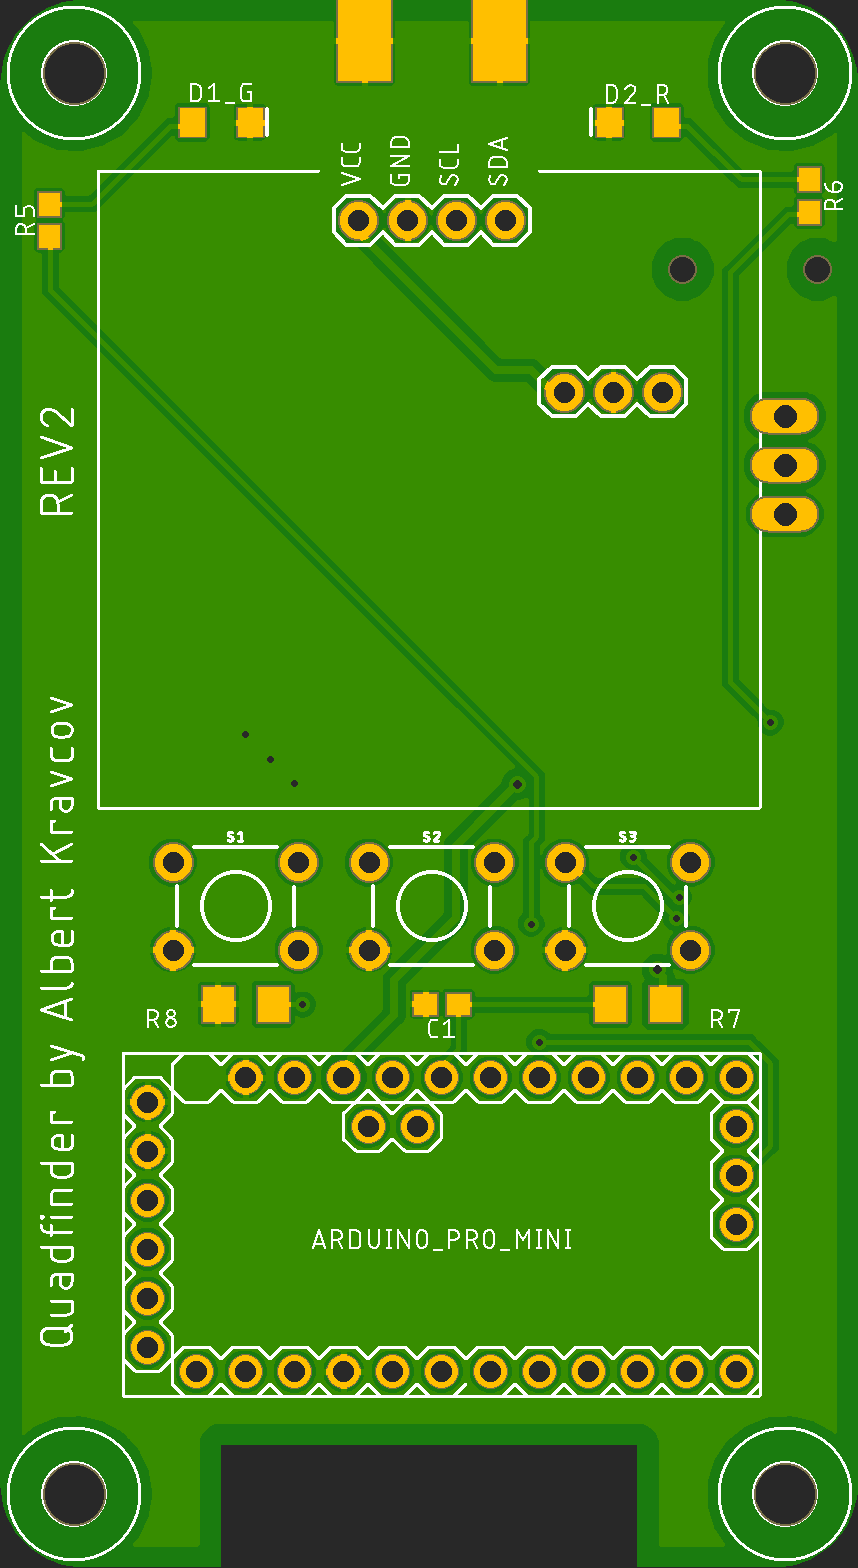 D1_G
D2_R
VCC
GND
SCL
SDA
R5
R6
REV2
Quadfinder by Albert Kravcov
S1
S2
S3
R8
C1
R7
ARDUINO_PRO_MINI